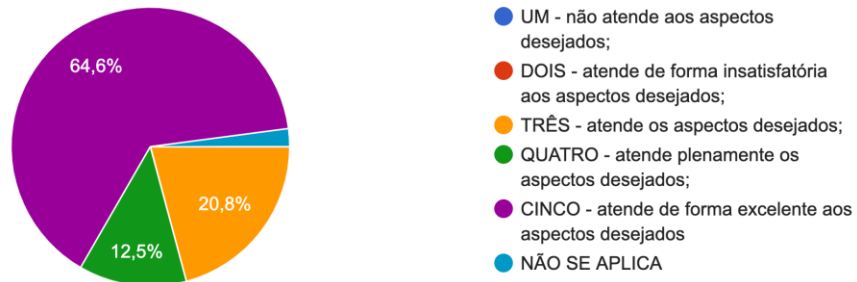 64,6%
20,8%
12,5%
UM - não atende aos aspectos
desejados;
DOIS - atende de forma insatisfatória
aos aspectos desejados;
TRÊS - atende os aspectos desejados;
QUATRO - atende plenamente os
aspectos desejados;
CINCO - atende de forma excelente aos
aspectos desejados
NÃO SE APLICA